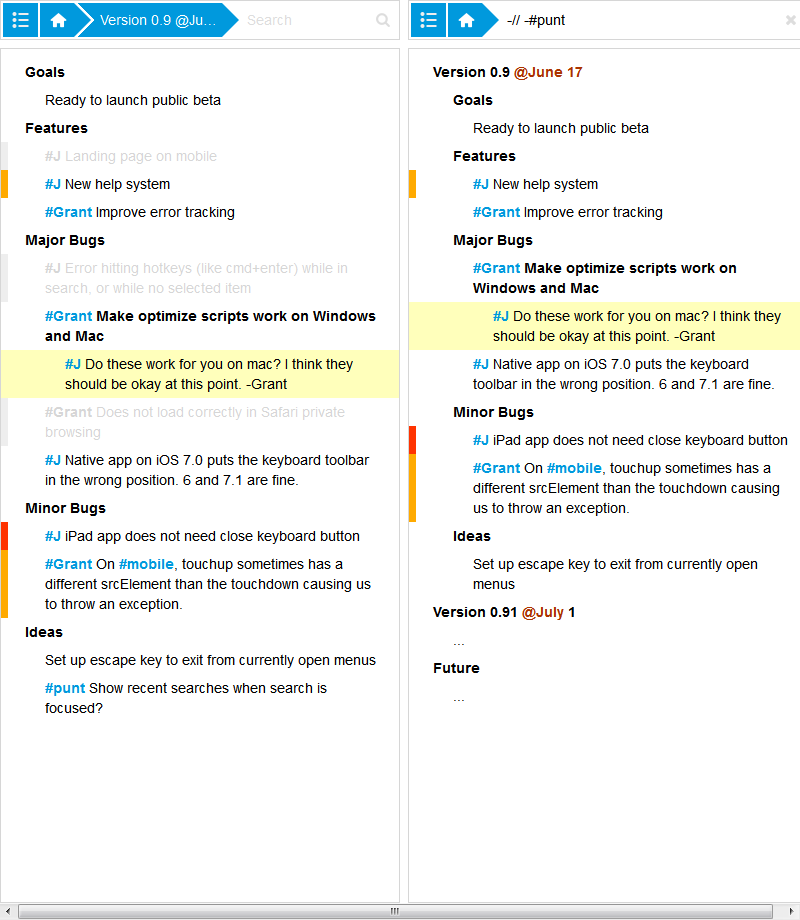 Version 0.9 @Ju...
Search
Goals
Ready to launch public beta
Features
#J Landing page on mobile
#J New help system
#Grant Improve error tracking
Major Bugs
#J Error hitting hotkeys (like cmd+enter) while in
search, or while no selected item
#Grant Make optimize scripts work on Windows
and Mac
#J Do these work for you on mac? I think they
should be okay at this point. -Grant
#Grant Does not load correctly in Safari private
browsing
#J Native app on iOS 7.0 puts the keyboard toolbar
in the wrong position. 6 and 7.1 are fine.
Minor Bugs
#J iPad app does not need close keyboard button
#Grant On #mobile, touchup sometimes has a
different srcElement than the touchdown causing us
to throw an exception.
Ideas
Set up escape key to exit from currently open menus
#punt Show recent searches when search is
focused?
-// -#punt
Version 0.9 @June 17
Goals
Ready to launch public beta
Features
#J New help system
#Grant Improve error tracking
Major Bugs
#Grant Make optimize scripts work on
Windows and Mac
#J Do these work for you on mac? I think they
should be okay at this point. -Grant
#J Native app on iOS 7.0 puts the keyboard
toolbar in the wrong position. 6 and 7.1 are fine.
Minor Bugs
#J iPad app does not need close keyboard button
#Grant On #mobile, touchup sometimes has a
different srcElement than the touchdown causing
us to throw an exception.
Ideas
Set up escape key to exit from currently open
menus
Version 0.91 @July 1
...
Future
...